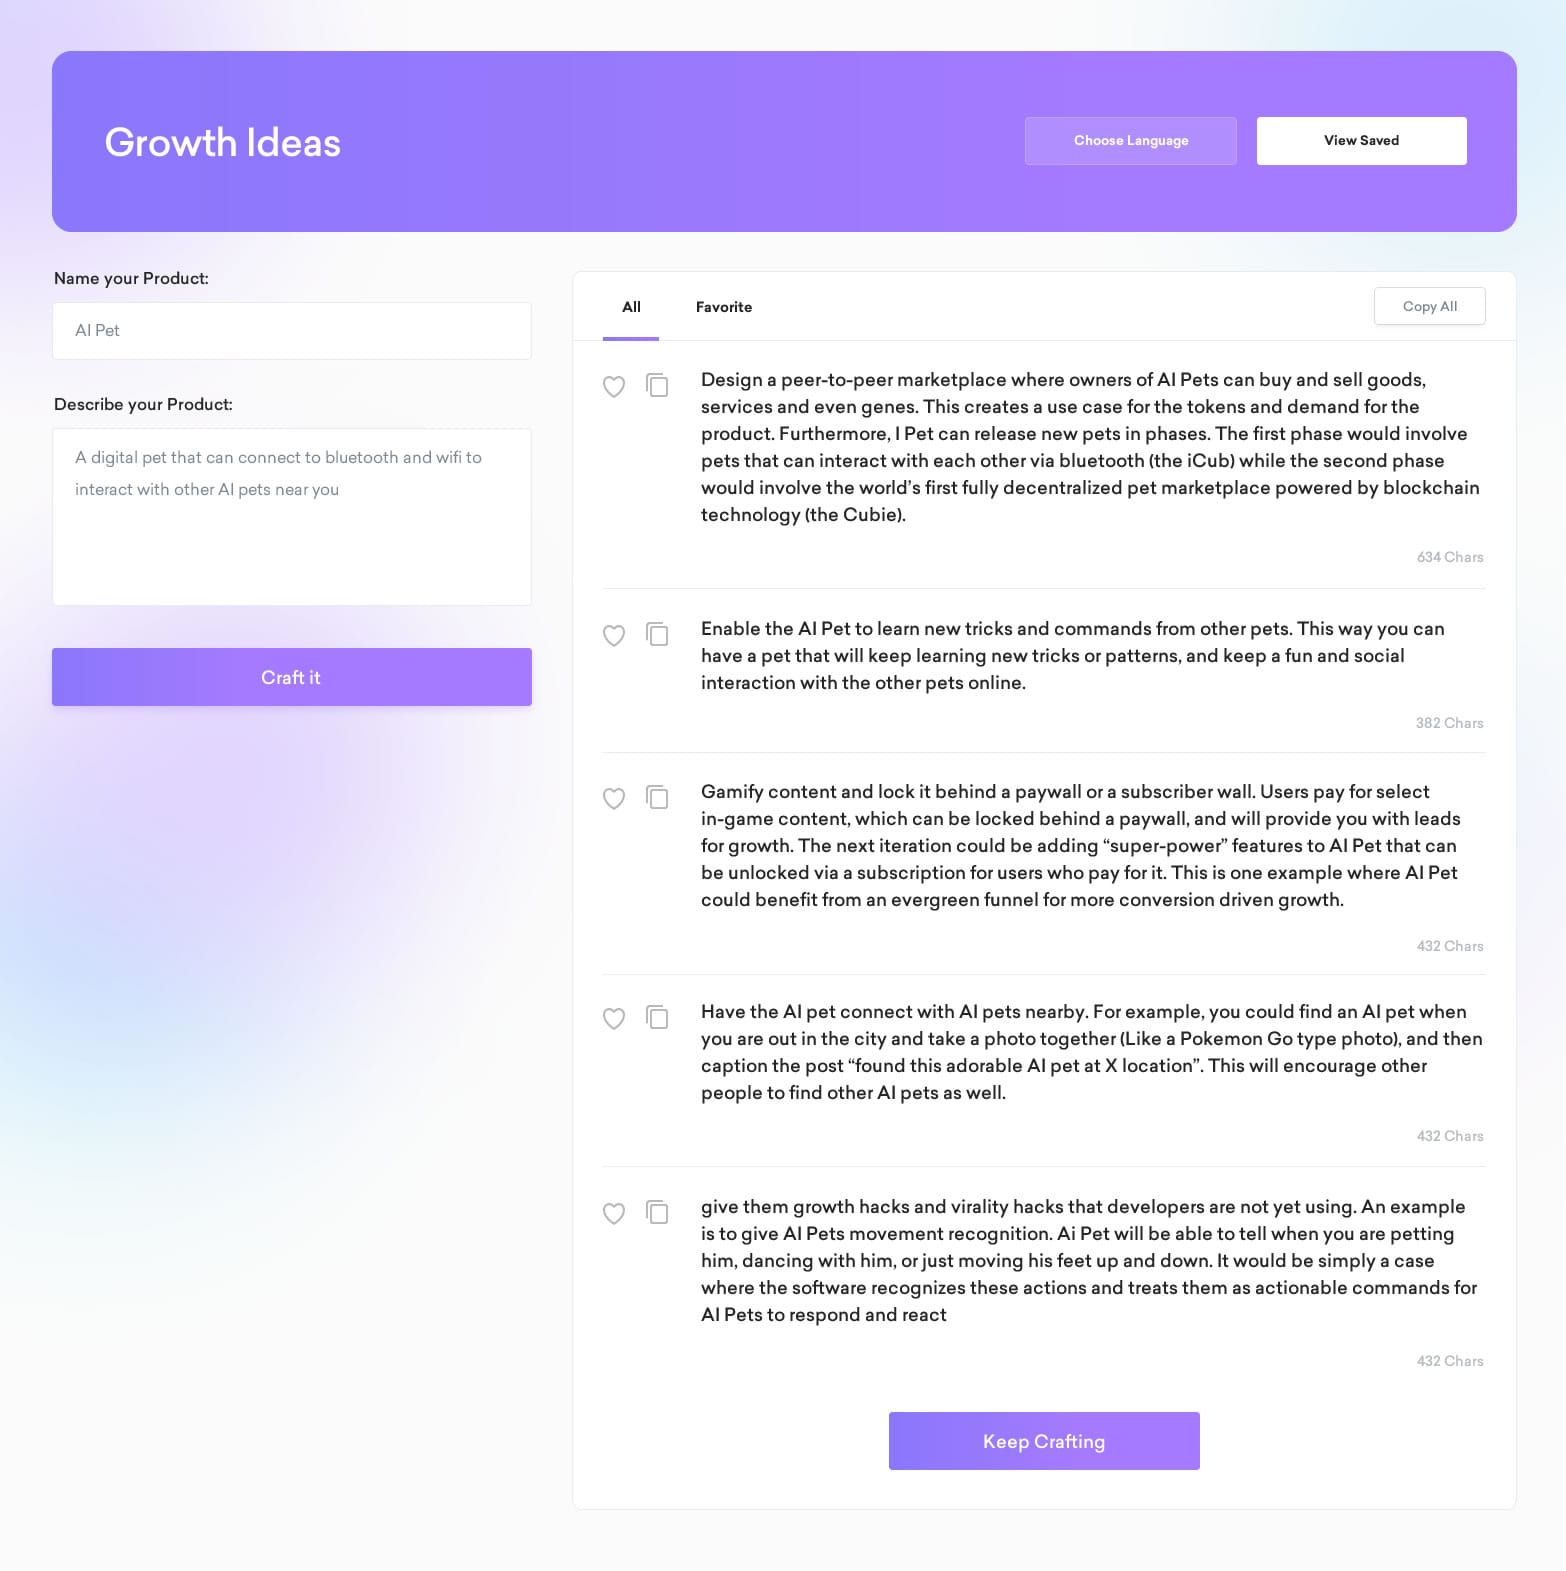 Growth Ideas
Choose Language
View Saved
Name your Product:
AI Pet
Describe your Product:
A digital pet that can connect to bluetooth and wifi to
interact with other AI pets near you
Craft it
All
Favorite
Copy All
Design a peer-to-peer marketplace where owners of AI Pets can buy and sell goods,
services and even genes. This creates a use case for the tokens and demand for the
product. Furthermore, I Pet can release new pets in phases. The first phase would involve
pets that can interact with each other via bluetooth (the iCub) while the second phase
would involve the world’s first fully decentralized pet marketplace powered by blockchain
technology (the Cubie).
634 Chars
Enable the AI Pet to learn new tricks and commands from other pets. This way you can
have a pet that will keep learning new tricks or patterns, and keep a fun and social
interaction with the other pets online.
382 Chars
Gamify content and lock it behind a paywall or a subscriber wall. Users pay for select
in-game content, which can be locked behind a paywall, and will provide you with leads
for growth. The next iteration could be adding “super-power” features to AI Pet that can
be unlocked via a subscription for users who pay for it. This is one example where AI Pet
could benefit from an evergreen funnel for more conversion driven growth.
432 Chars
Have the AI pet connect with AI pets nearby. For example, you could find an AI pet when
you are out in the city and take a photo together (Like a Pokemon Go type photo), and then
caption the post “found this adorable AI pet at X location”. This will encourage other
people to find other AI pets as well.
432 Chars
give them growth hacks and virality hacks that developers are not yet using. An example
is to give AI Pets movement recognition. Ai Pet will be able to tell when you are petting
him, dancing with him, or just moving his feet up and down. It would be simply a case
where the software recognizes these actions and treats them as actionable commands for
AI Pets to respond and react
432 Chars
Keep Crafting